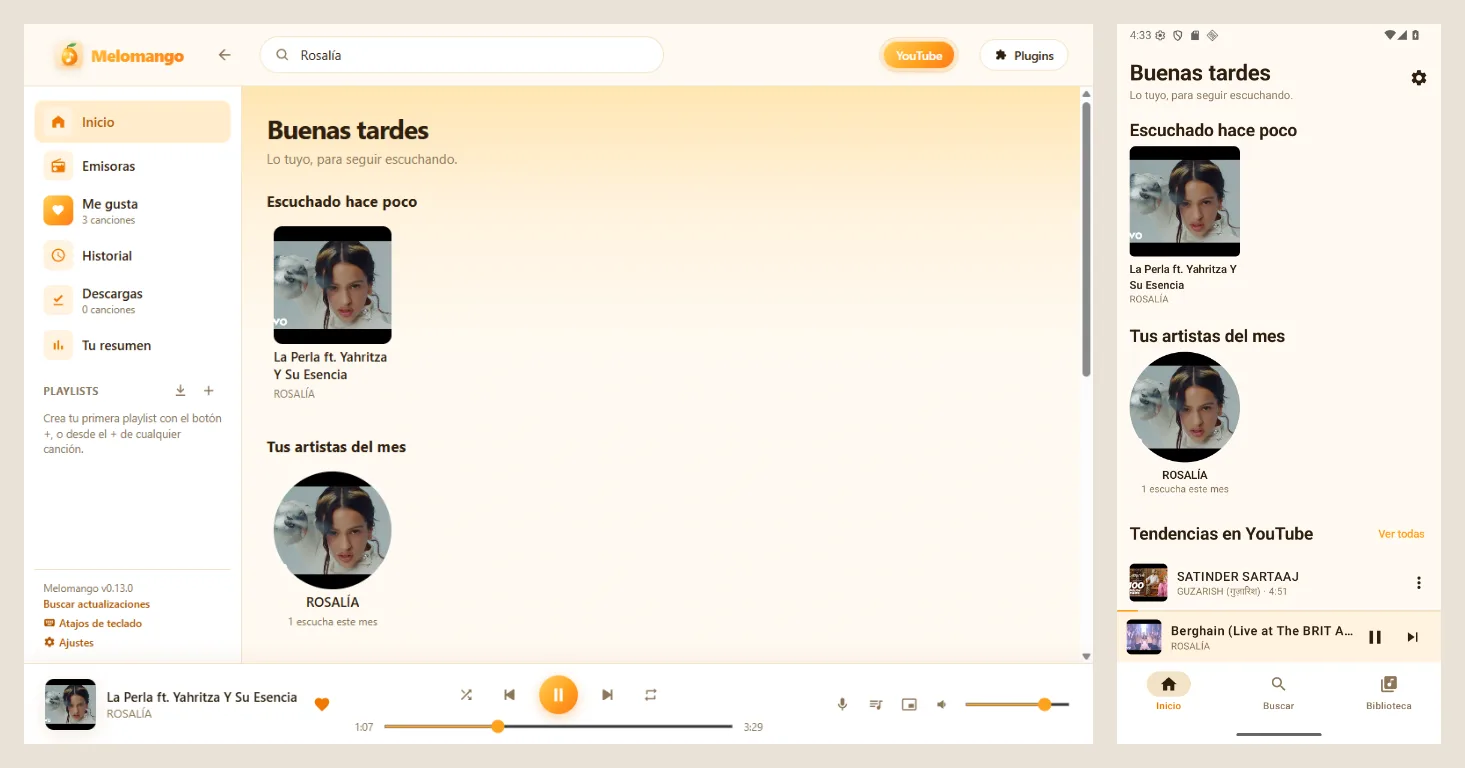 Melomango
Rosalía
YouTube
Plugins
Inicio
Emisoras
Me gusta
3 canciones
Historial
Descargas
0 canciones
Tu resumen
PLAYLISTS
Crea tu primera playlist con el botón
+, o desde el + de cualquier
canción.
Melomango v0.13.0
Buscar actualizaciones
Atajos de teclado
Ajustes
Buenas tardes
Lo tuyo, para seguir escuchando.
Escuchado hace poco
VO
La Perla ft. Yahritza
Y Su Esencia
ROSALÍA
Tus artistas del mes
ROSALÍA
1 escucha este mes
La Perla ft. Yahritza Y Su Esencia
ROSALÍA
1:07
3:29
4:33
Buenas tardes
Lo tuyo, para seguir escuchando.
Escuchado hace poco
VO
La Perla ft. Yahritza Y
Su Esencia
ROSALÍA
Tus artistas del mes
ROSALÍA
1 escucha este mes
Tendencias en YouTube
Ver todas
SATINDER SARTAAJ
GUZARISH (गुज़ारिश) · 4:51
Berghain (Live at The BRIT A...
ROSALÍA
Inicio
Buscar
Biblioteca